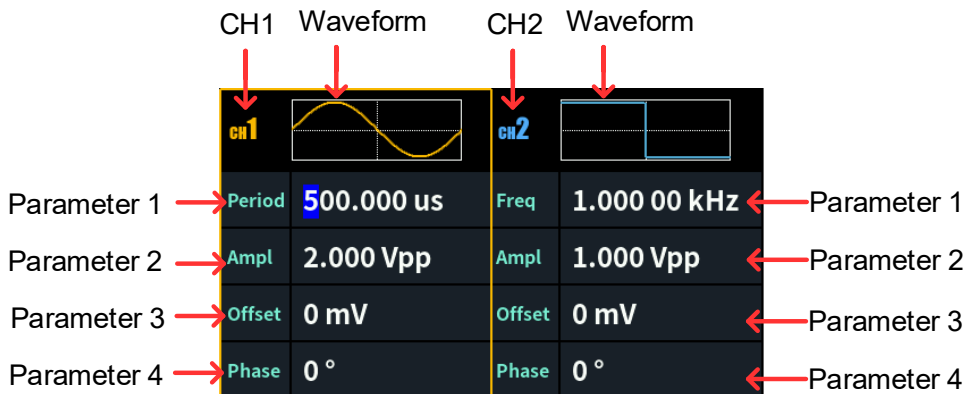 CH1 Waveform CH2 Waveform
CH1 CH2
Parameter 1 Period 500.000 us Freq 1.000 00 kHz Parameter 1
Parameter 2 Ampl 2.000 Vpp Ampl 1.000 Vpp Parameter 2
Parameter 3 Offset 0 mV Offset 0 mV Parameter 3
Parameter 4 Phase 0 ° Phase 0 ° Parameter 4